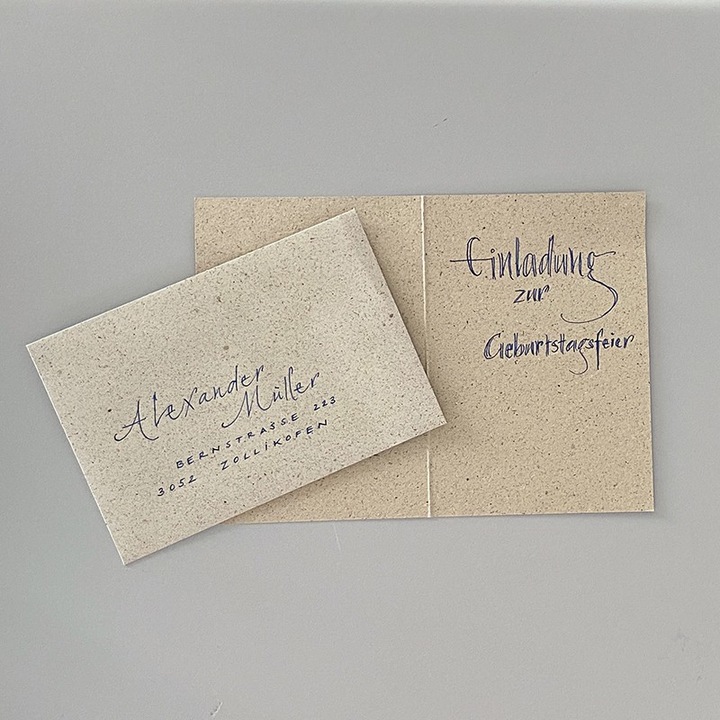 Einladung
zur
Geburtstagsfeier
Alexander
Müller
BERNSTRASSE 223
3052 ZOLLIKOFEN